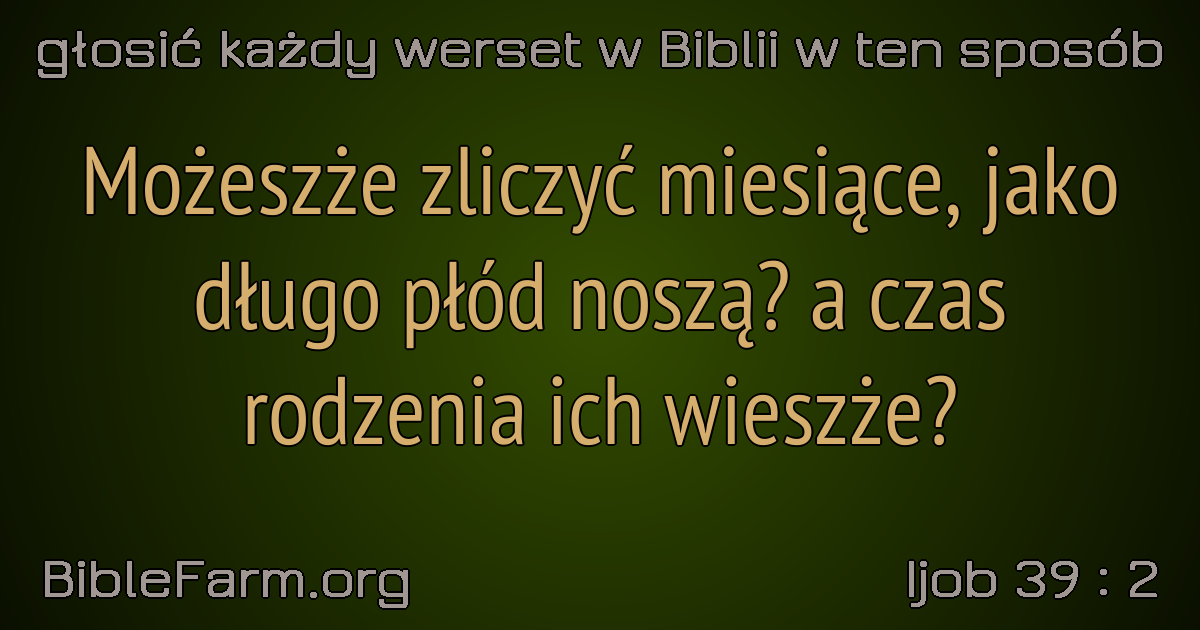 głosić każdy werset w Biblii w ten sposób
Możeszże zliczyć miesiące, jako
długo płód noszą? a czas
rodzenia ich wieszże?
BibleFarm.org
Ijob 39 : 2